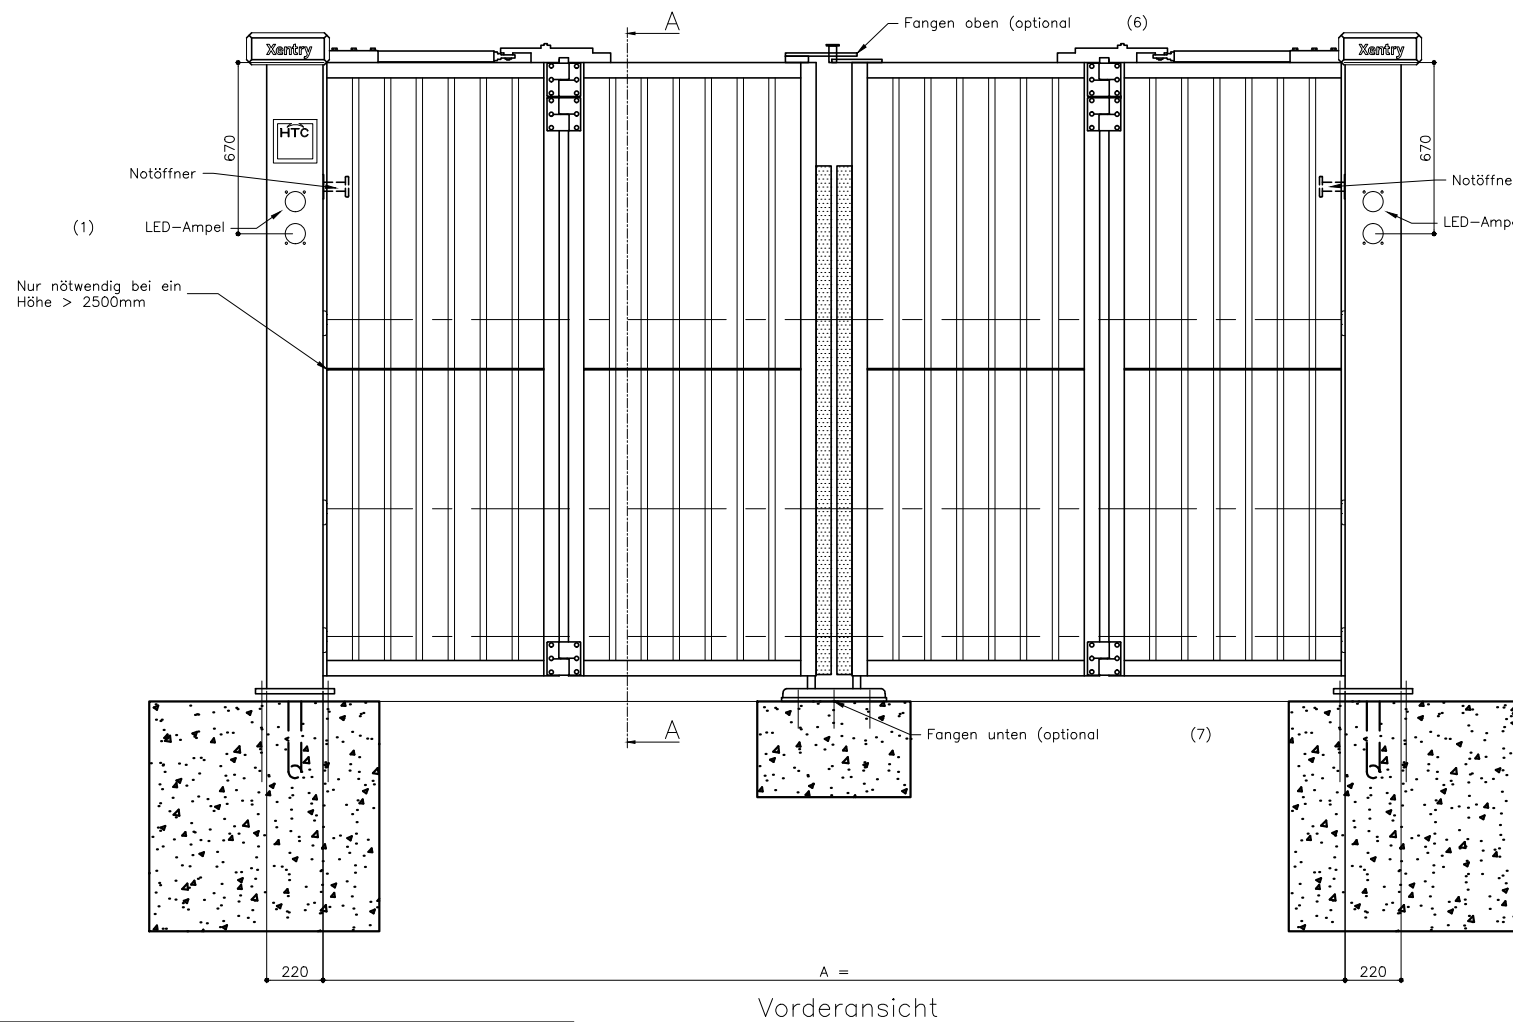 A
Fangen oben (optional (6)
Xentry
Xentry
HTC
670
670
Notöffner
Notöffne
(1) LED-Ampel
LED-Amp
Nur nötwendig bei ein
Höhe > 2500mm
A
Fangen unten (optional (7)
220
A =
220
Vorderansicht